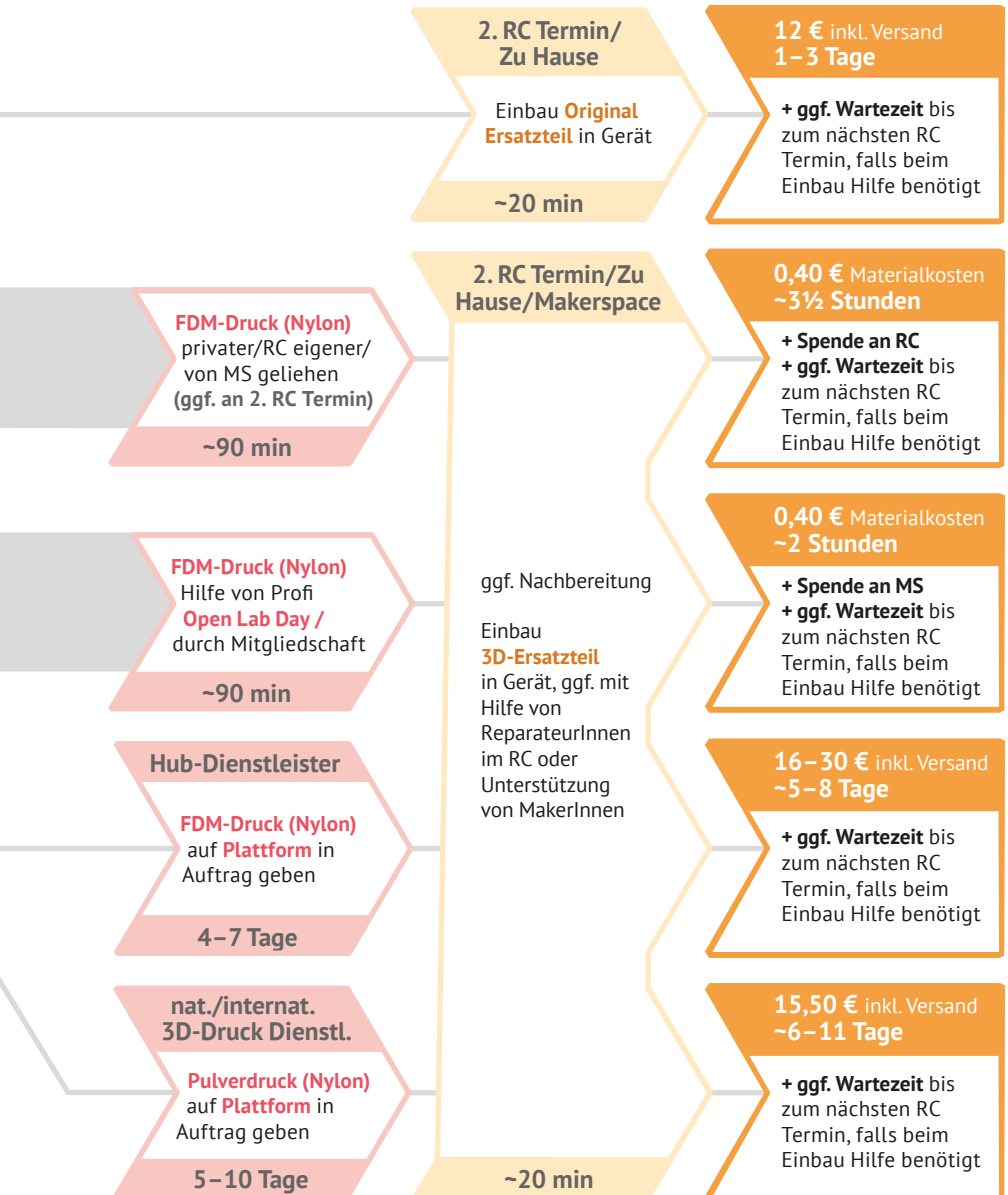 2. RC Termin/
Zu Hause
Einbau Original
Ersatzteil in Gerät
~20 min
12 € inkl. Versand
1–3 Tage
+ ggf. Wartezeit bis
zum nächsten RC
Termin, falls beim
Einbau Hilfe benötigt
FDM-Druck (Nylon)
privater/RC eigener/
von MS geliehen
(ggf. an 2. RC Termin)
~90 min
FDM-Druck (Nylon)
Hilfe von Profi
Open Lab Day /
durch Mitgliedschaft
~90 min
Hub-Dienstleister
FDM-Druck (Nylon)
auf Plattform in
Auftrag geben
4–7 Tage
nat./internat.
3D-Druck Dienstl.
Pulverdruck (Nylon)
auf Plattform in
Auftrag geben
5–10 Tage
2. RC Termin/Zu
Hause/Makerspace
ggf. Nachbereitung
Einbau
3D-Ersatzteil
in Gerät, ggf. mit
Hilfe von
ReparateurInnen
im RC oder
Unterstützung
von MakerInnen
~20 min
0,40 € Materialkosten
~3½ Stunden
+ Spende an RC
+ ggf. Wartezeit bis
zum nächsten RC
Termin, falls beim
Einbau Hilfe benötigt
0,40 € Materialkosten
~2 Stunden
+ Spende an MS
+ ggf. Wartezeit bis
zum nächsten RC
Termin, falls beim
Einbau Hilfe benötigt
16–30 € inkl. Versand
~5–8 Tage
+ ggf. Wartezeit bis
zum nächsten RC
Termin, falls beim
Einbau Hilfe benötigt
15,50 € inkl. Versand
~6–11 Tage
+ ggf. Wartezeit bis
zum nächsten RC
Termin, falls beim
Einbau Hilfe benötigt